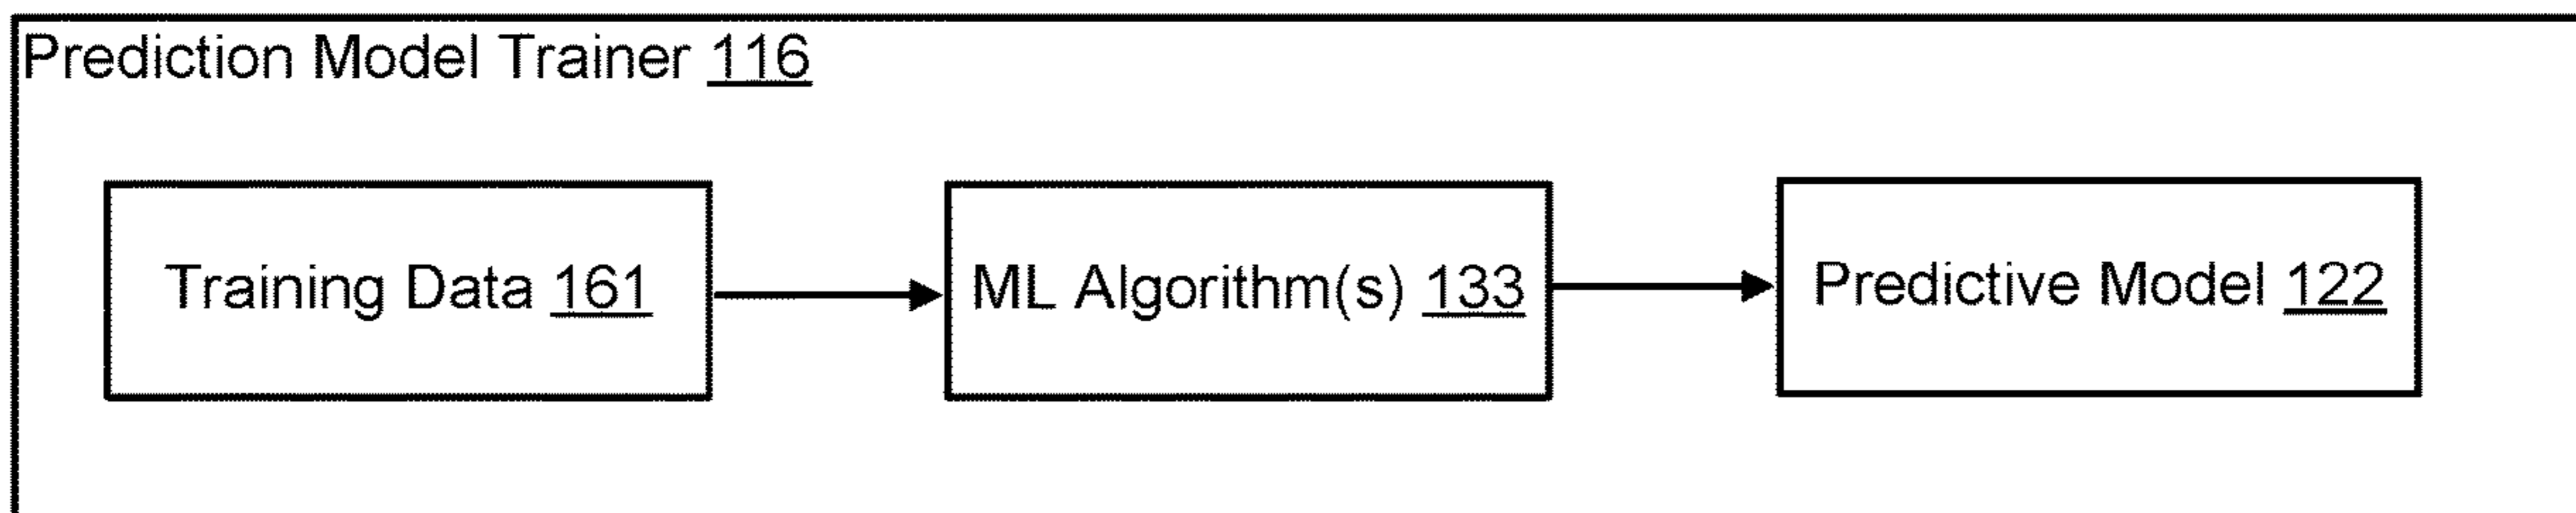 Prediction Model Trainer 116
Training Data 161
ML Algorithm(s) 133
Predictive Model 122